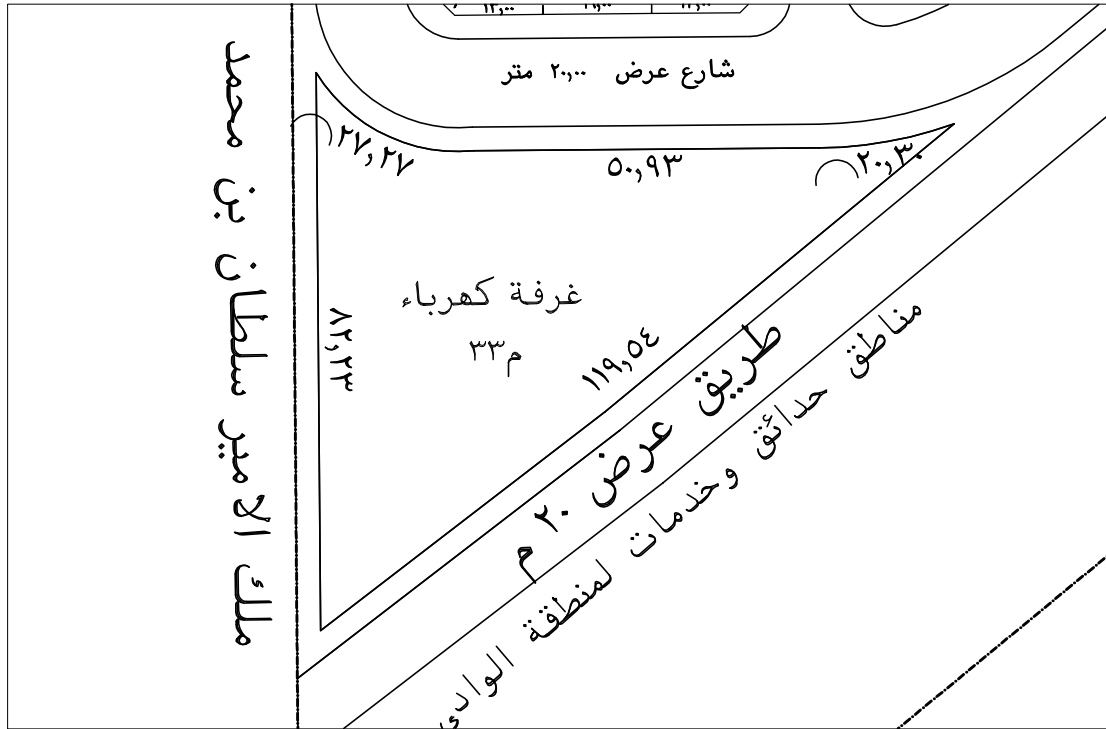 شارع عرض ٢٠,٠٠ متر
٢٧,٢٧
٥٠,٩٣
٢٠,٣٠
ملك الامير سلطان بن محمد
٨٢,٢٣
غرفة كهرباء
٣٣م
١١٩,٥٤
طريق عرض ٢٠ م
مناطق حدائق وخدمات لمنطقة الوادي